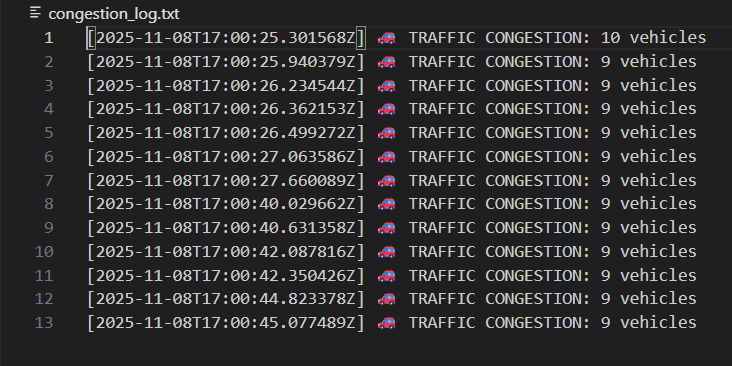 congestion_log.txt
1 [2025-11-08T17:00:25.301568Z] 🚗 TRAFFIC CONGESTION: 10 vehicles
2 [2025-11-08T17:00:25.940379Z] 🚗 TRAFFIC CONGESTION: 9 vehicles
3 [2025-11-08T17:00:26.234544Z] 🚗 TRAFFIC CONGESTION: 9 vehicles
4 [2025-11-08T17:00:26.362153Z] 🚗 TRAFFIC CONGESTION: 9 vehicles
5 [2025-11-08T17:00:26.499272Z] 🚗 TRAFFIC CONGESTION: 9 vehicles
6 [2025-11-08T17:00:27.063586Z] 🚗 TRAFFIC CONGESTION: 9 vehicles
7 [2025-11-08T17:00:27.660089Z] 🚗 TRAFFIC CONGESTION: 9 vehicles
8 [2025-11-08T17:00:40.029662Z] 🚗 TRAFFIC CONGESTION: 9 vehicles
9 [2025-11-08T17:00:40.631358Z] 🚗 TRAFFIC CONGESTION: 9 vehicles
10 [2025-11-08T17:00:42.087816Z] 🚗 TRAFFIC CONGESTION: 9 vehicles
11 [2025-11-08T17:00:42.350426Z] 🚗 TRAFFIC CONGESTION: 9 vehicles
12 [2025-11-08T17:00:44.823378Z] 🚗 TRAFFIC CONGESTION: 9 vehicles
13 [2025-11-08T17:00:45.077489Z] 🚗 TRAFFIC CONGESTION: 9 vehicles